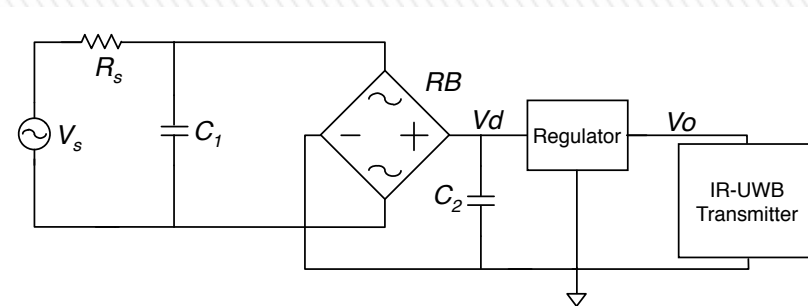 R_s
RB
V_s
C_1
C_2
Vd
Regulator
Vo
IR-UWB
Transmitter